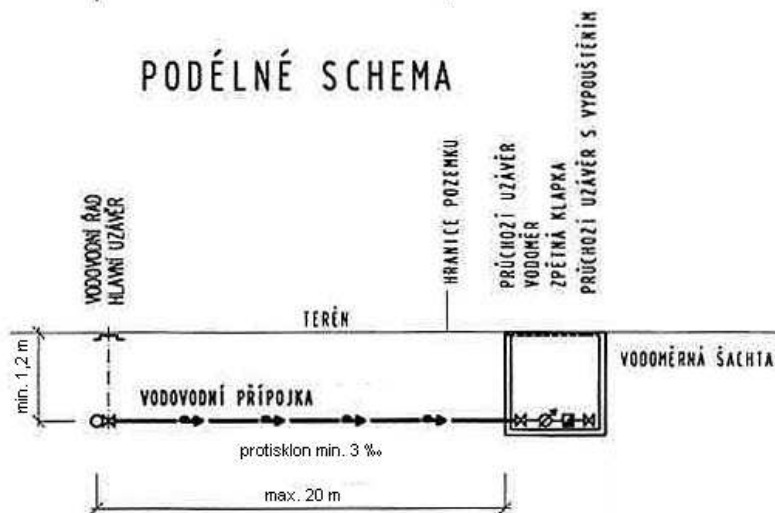 PODÉLNÉ SCHEMA
VODOVODNÍ ŘAD
HLAVNÍ UZÁVĚR
HRANICE POZEMKU
PRŮCHOZÍ UZÁVĚR
VODOMĚR
ZPĚTNÁ KLAPKA
PRŮCHOZÍ UZÁVĚR S VYPOUŠTĚNÍM
TERÉN
min. 1,2 m
VODOVODNÍ PŘÍPOJKA
VODOMĚRNÁ ŠACHTA
protisklon min. 3 ‰
max. 20 m